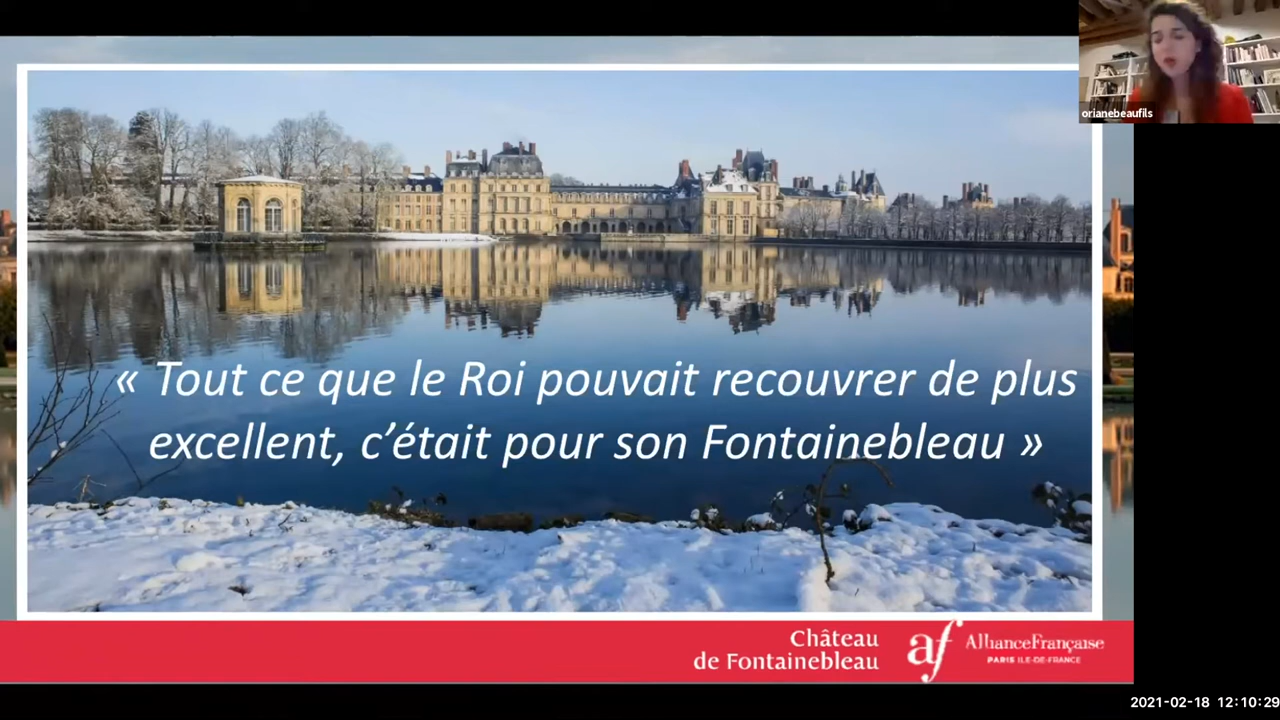 orianebeaufils
« Tout ce que le Roi pouvait recouvrer de plus
excellent, c’était pour son Fontainebleau »
Château
de Fontainebleau
af
AllianceFrançaise
PARIS ILE-DE-FRANCE
2021-02-18 12:10:29